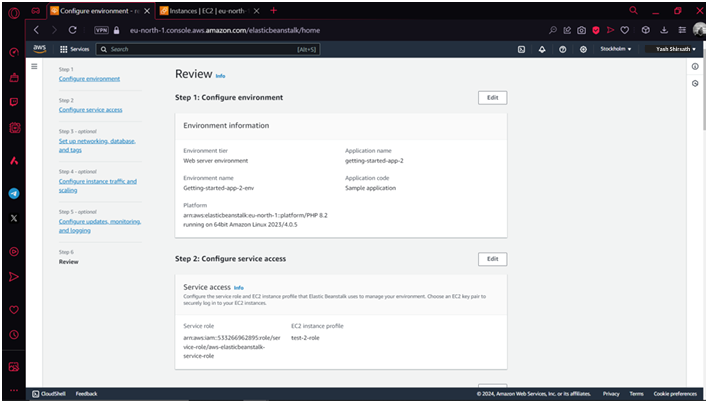 Configure environment - r
Instances | EC2 | eu-north-1
VPN
eu-north-1.console.aws.amazon.com/elasticbeanstalk/home
aws
Services
Search
[Alt+S]
Stockholm
Yash Shirsath
Step 1
Configure environment
Step 2
Configure service access
Step 3 - optional
Set up networking, database,
and tags
Step 4 - optional
Configure instance traffic and
scaling
Step 5 - optional
Configure updates, monitoring,
and logging
Step 6
Review
Review Info
Step 1: Configure environment
Edit
Environment information
Environment tier
Web server environment
Application name
getting-started-app-2
Environment name
Getting-started-app-2-env
Application code
Sample application
Platform
arn:aws:elasticbeanstalk:eu-north-1::platform/PHP 8.2
running on 64bit Amazon Linux 2023/4.0.5
Step 2: Configure service access
Edit
Service access Info
Configure the service role and EC2 instance profile that Elastic Beanstalk uses to manage your environment. Choose an EC2 key pair to
securely log in to your EC2 instances.
Service role
arn:aws:iam::533266962895:role/ser
vice-role/aws-elasticbeanstalk-
service-role
EC2 instance profile
test-2-role
CloudShell
Feedback
© 2024, Amazon Web Services, Inc. or its affiliates.
Privacy
Terms
Cookie preferences